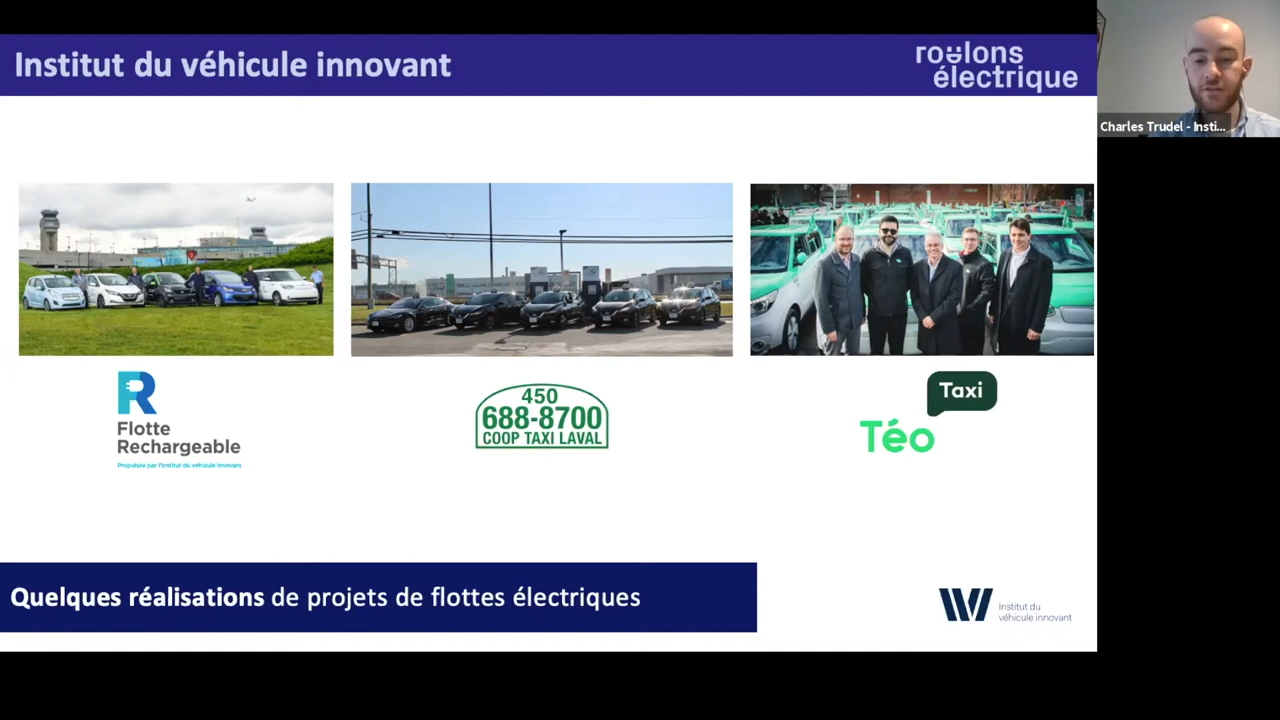 Institut du véhicule innovant
roulons
électrique
Charles Trudel - Insti...
Flotte
Rechargeable
Propulsée par l'Institut du véhicule innovant
450
688-8700
COOP TAXI LAVAL
Taxi
Téo
Quelques réalisations de projets de flottes électriques
Institut du
véhicule innovant